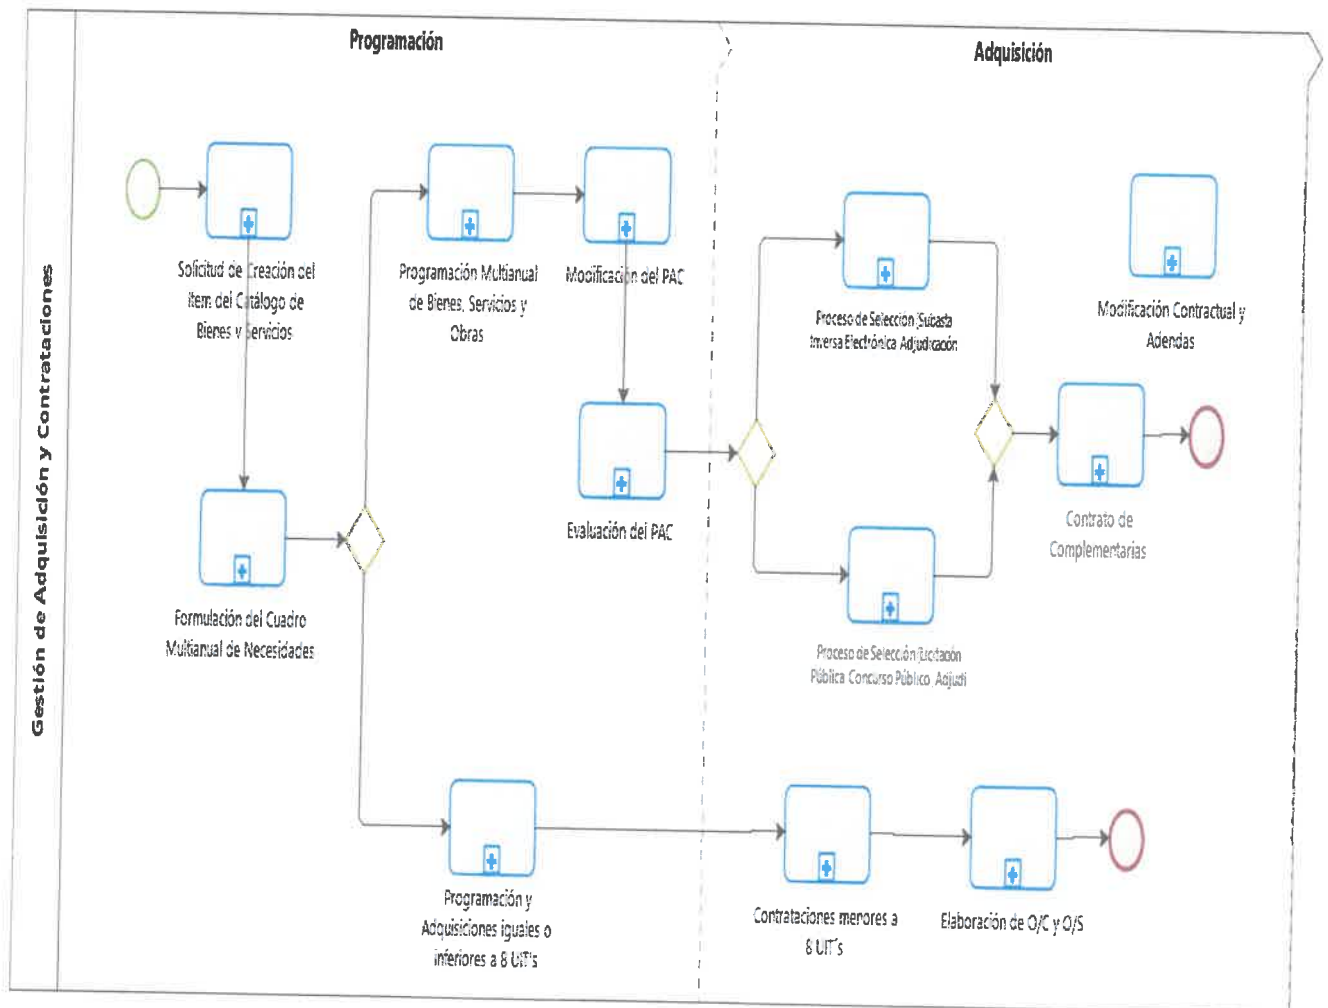 Gestión de Adquisición y Contrataciones
Programación
Adquisición
Solicitud de Creación del
Item del Catálogo de
Bienes y Servicios
Programación Multianual
de Bienes, Servicios y
Obras
Modificación del PAC
Evaluación del PAC
Formulación del Cuadro
Multianual de Necesidades
Programación y
Adquisiciones iguales o
inferiores a 8 UIT's
Proceso de Selección (Subasta
Inversa Electrónica Adjudicación
Modificación Contractual y
Adendas
Contrato de
Complementarias
Proceso de Selección (Licitación
Pública Concurso Público, Adjudi
Contrataciones menores a
8 UIT's
Elaboración de O/C y O/S